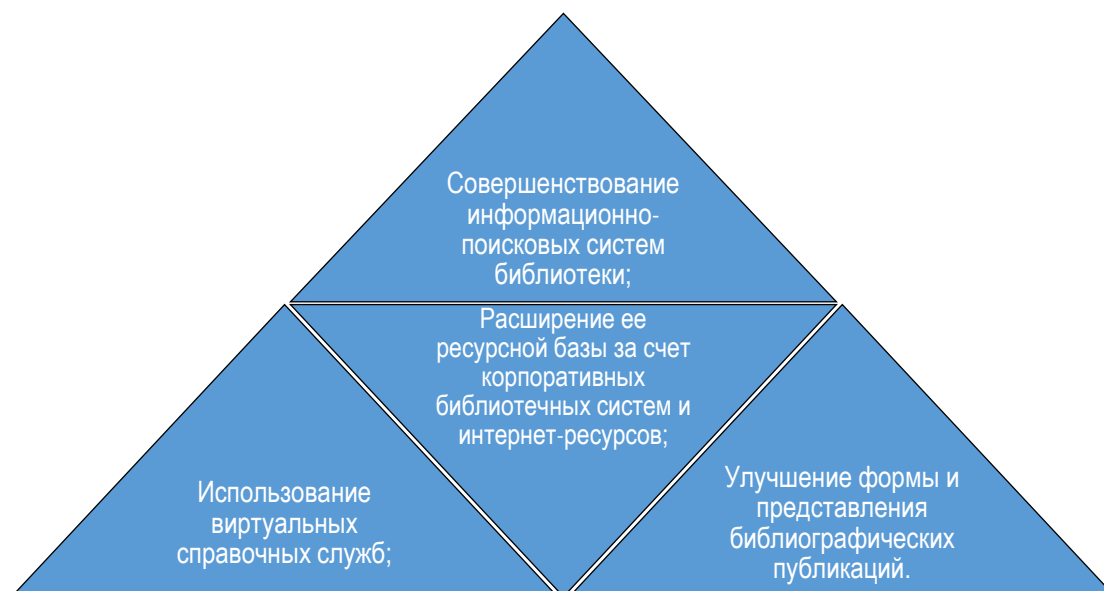 Совершенствование
информационно-
поисковых систем
библиотеки;
Расширение ее
ресурсной базы за счет
корпоративных
библиотечных систем и
интернет-ресурсов;
Использование
виртуальных
справочных служб;
Улучшение формы и
представления
библиографических
публикаций.